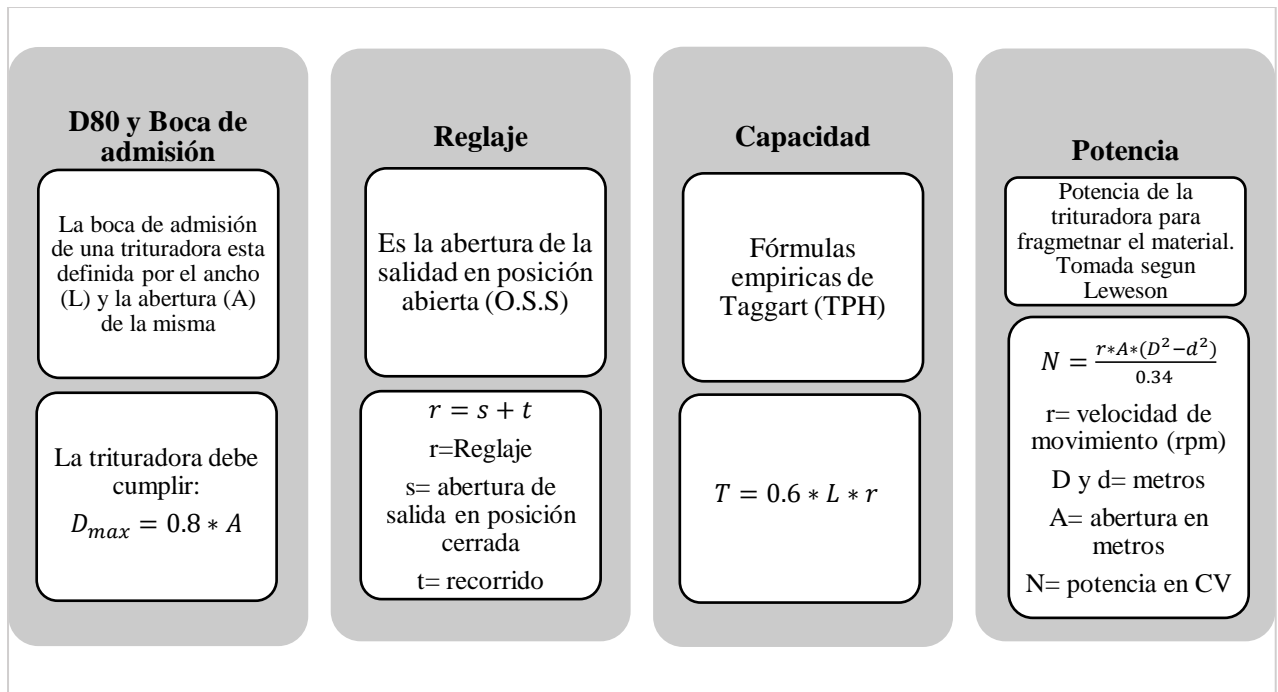 D80 y Boca de
admisión
La boca de admisión
de una trituradora esta
definida por el ancho
(L) y la abertura (A)
de la misma
La trituradora debe
cumplir:
D_{max} = 0.8 * A
Reglaje
Es la abertura de la
salidad en posición
abierta (O.S.S)
r = s + t
r=Reglaje
s= abertura de
salida en posición
cerrada
t= recorrido
Capacidad
Fórmulas
empiricas de
Taggart (TPH)
T = 0.6 * L * r
Potencia
Potencia de la
trituradora para
fragmetnar el material.
Tomada segun
Leweson
N = \frac{r*A*(D^2-d^2)}{0.34}
r= velocidad de
movimiento (rpm)
D y d= metros
A= abertura en
metros
N= potencia en CV